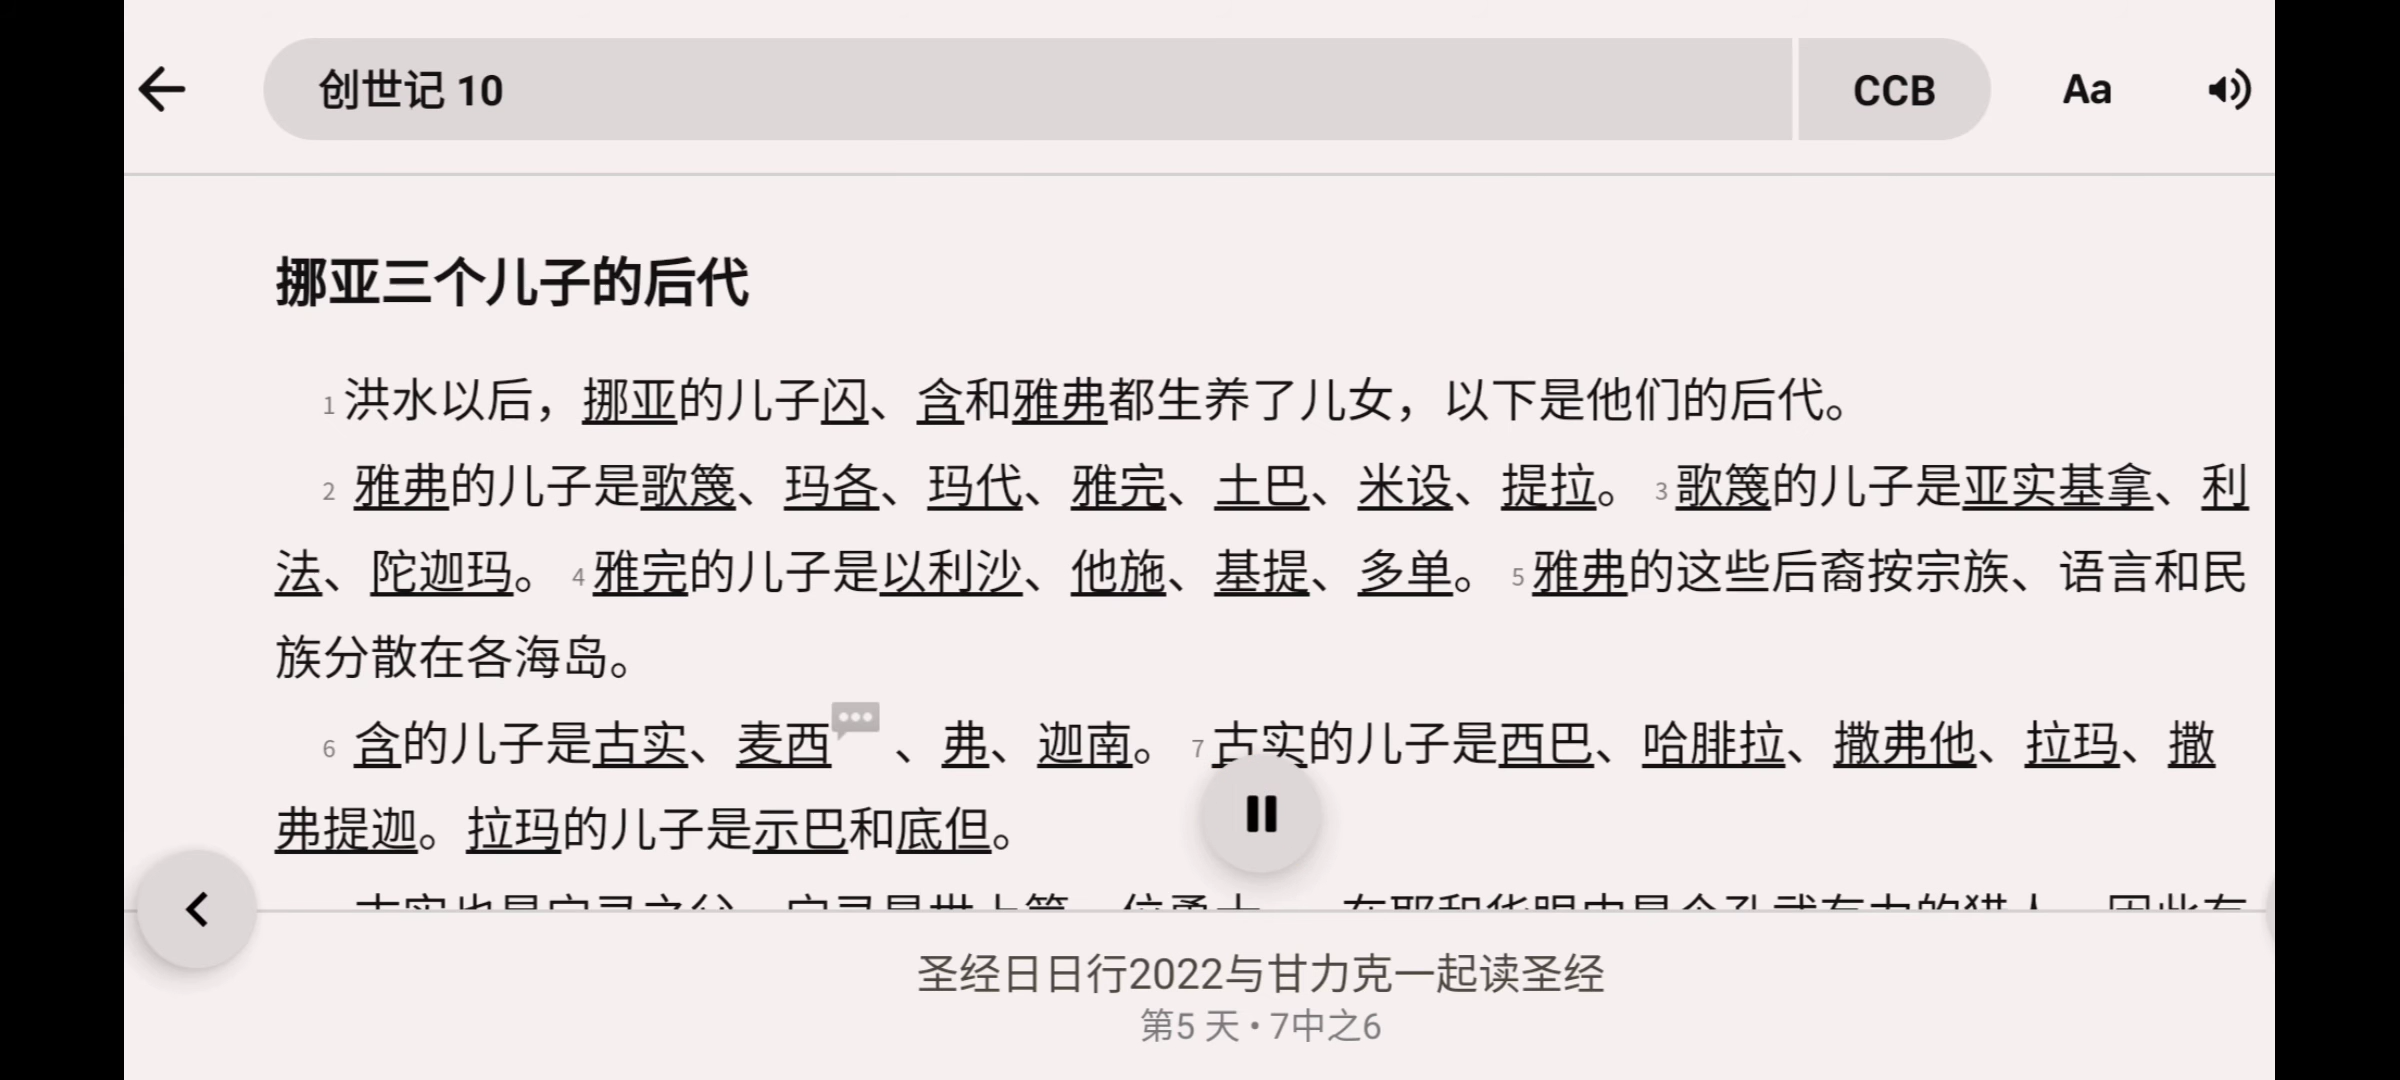 创世记 10
CCB
Aa
挪亚三个儿子的后代
1 洪水以后，挪亚的儿子闪、含和雅弗都生养了儿女，以下是他们的后代。
2 雅弗的儿子是歌篾、玛各、玛代、雅完、土巴、米设、提拉。 3 歌篾的儿子是亚实基拿、利
法、陀迦玛。 4 雅完的儿子是以利沙、他施、基提、多单。 5 雅弗的这些后裔按宗族、语言和民
族分散在各海岛。
6 含的儿子是古实、麦西、弗、迦南。 7 古实的儿子是西巴、哈腓拉、撒弗他、拉玛、撒
弗提迦。拉玛的儿子是示巴和底但。
圣经日日行2022与甘力克一起读圣经
第5 天 • 7中之6